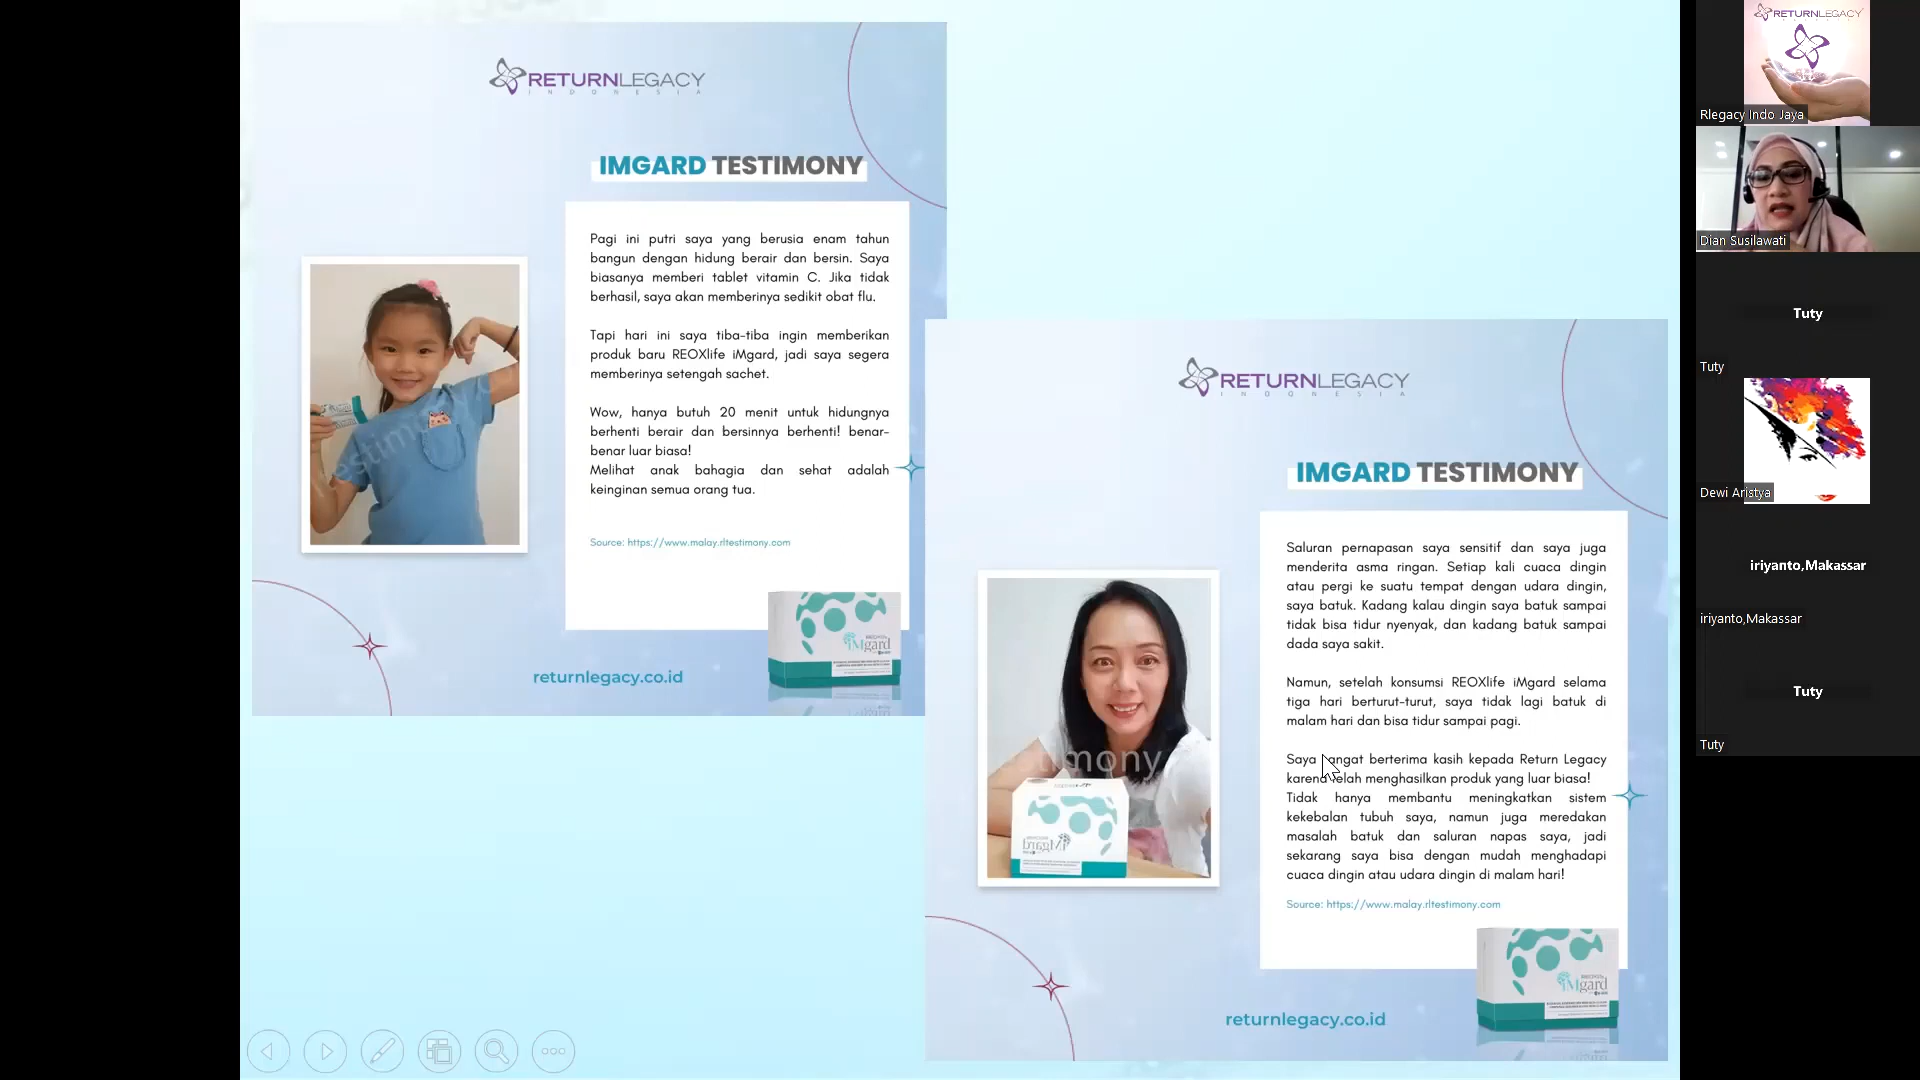 RETURNLEGACY
INDONESIA
IMGARD TESTIMONY
Pagi ini putri saya yang berusia enam tahun
bangun dengan hidung berair dan bersin. Saya
biasanya memberi tablet vitamin C. Jika tidak
berhasil, saya akan memberinya sedikit obat flu.
Tapi hari ini saya tiba-tiba ingin memberikan
produk baru REOXlife iMgard, jadi saya segera
memberinya setengah sachet.
Wow, hanya butuh 20 menit untuk hidungnya
berhenti berair dan bersinnya berhenti! benar-
benar luar biasa!
Melihat anak bahagia dan sehat adalah
keinginan semua orang tua.
Source: https://www.malay.rltestimony.com
iMgard
returnlegacy.co.id
RETURNLEGACY
INDONESIA
IMGARD TESTIMONY
Saluran pernapasan saya sensitif dan saya juga
menderita asma ringan. Setiap kali cuaca dingin
atau pergi ke suatu tempat dengan udara dingin,
saya batuk. Kadang kalau dingin saya batuk sampai
tidak bisa tidur nyenyak, dan kadang batuk sampai
dada saya sakit.
Namun, setelah konsumsi REOXlife iMgard selama
tiga hari berturut-turut, saya tidak lagi batuk di
malam hari dan bisa tidur sampai pagi.
Saya sangat berterima kasih kepada Return Legacy
karena telah menghasilkan produk yang luar biasa!
Tidak hanya membantu meningkatkan sistem
kekebalan tubuh saya, namun juga meredakan
masalah batuk dan saluran napas saya, jadi
sekarang saya bisa dengan mudah menghadapi
cuaca dingin atau udara dingin di malam hari!
Source: https://www.malay.rltestimony.com
timony
iMgard
iMgard
returnlegacy.co.id
RETURNLEGACY
Rlegacy Indo Jaya
Dian Susilawati
Tuty
Tuty
Dewi Aristya
iriyanto,Makassar
iriyanto,Makassar
Tuty
Tuty